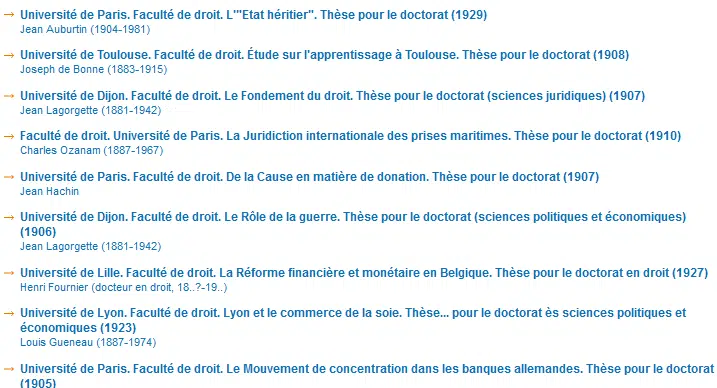 → Université de Paris. Faculté de droit. L'"Etat héritier". Thèse pour le doctorat (1929)
Jean Auburtin (1904-1981)
→ Université de Toulouse. Faculté de droit. Étude sur l'apprentissage à Toulouse. Thèse pour le doctorat (1908)
Joseph de Bonne (1883-1915)
→ Université de Dijon. Faculté de droit. Le Fondement du droit. Thèse pour le doctorat (sciences juridiques) (1907)
Jean Lagorgette (1881-1942)
→ Faculté de droit. Université de Paris. La Juridiction internationale des prises maritimes. Thèse pour le doctorat (1910)
Charles Ozanam (1887-1967)
→ Université de Paris. Faculté de droit. De la Cause en matière de donation. Thèse pour le doctorat (1907)
Jean Hachin
→ Université de Dijon. Faculté de droit. Le Rôle de la guerre. Thèse pour le doctorat (sciences politiques et économiques)
(1906)
Jean Lagorgette (1881-1942)
→ Université de Lille. Faculté de droit. La Réforme financière et monétaire en Belgique. Thèse pour le doctorat en droit (1927)
Henri Fournier (docteur en droit, 18..?-19..)
→ Université de Lyon. Faculté de droit. Lyon et le commerce de la soie. Thèse... pour le doctorat ès sciences politiques et
économiques (1923)
Louis Gueneau (1887-1974)
→ Université de Paris. Faculté de droit. Le Mouvement de concentration dans les banques allemandes. Thèse pour le doctorat
(1905)